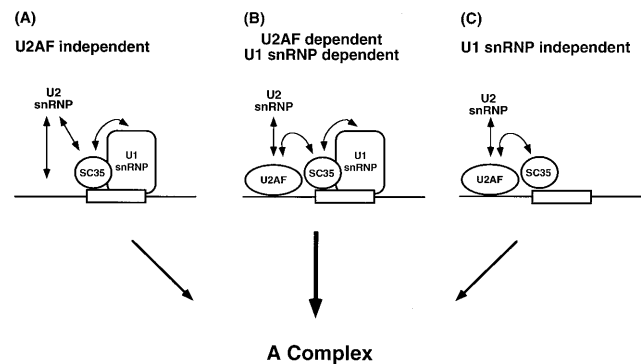 (A)
U2AF independent
U2
snRNP
SC35
U1
snRNP
(B)
U2AF dependent
U1 snRNP dependent
U2
snRNP
U2AF
SC35
U1
snRNP
(C)
U1 snRNP independent
U2
snRNP
U2AF
SC35
A Complex